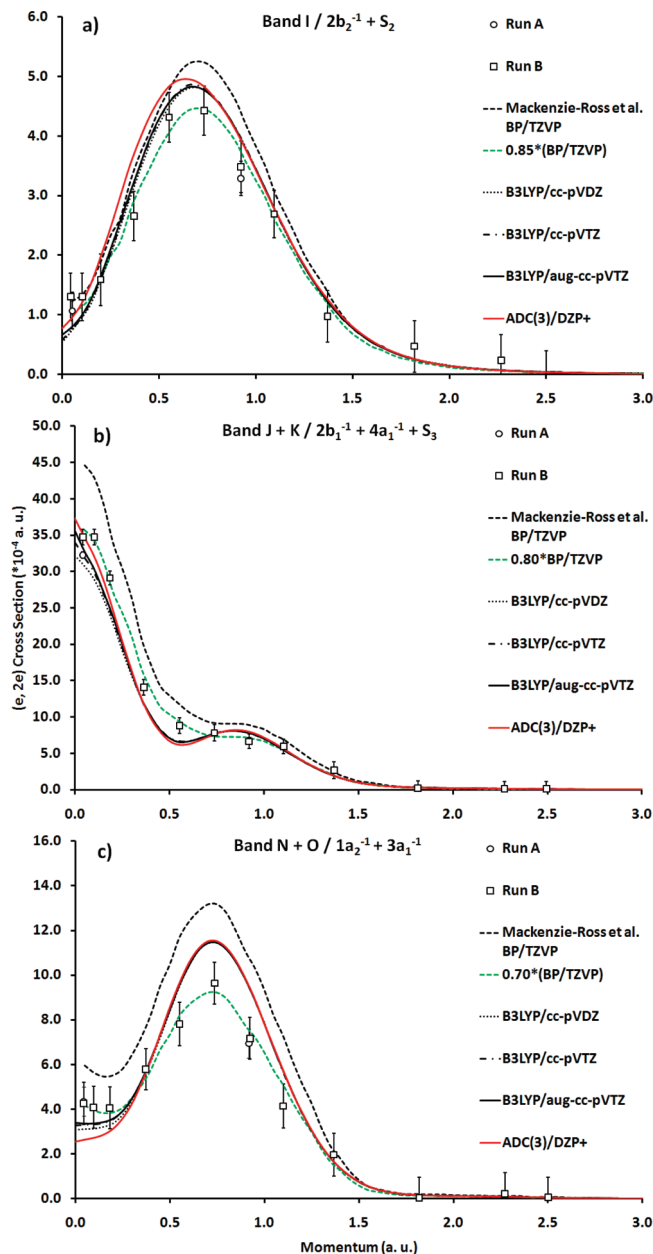 a)
Band I / 2b₂⁻¹ + S₂
Run A
Run B
Mackenzie-Ross et al.
BP/TZVP
0.85*(BP/TZVP)
B3LYP/cc-pVDZ
B3LYP/cc-pVTZ
B3LYP/aug-cc-pVTZ
ADC(3)/DZP+
6.0
5.0
4.0
3.0
2.0
1.0
0.0
0.0 0.5 1.0 1.5 2.0 2.5 3.0
b)
Band J + K / 2b₁⁻¹ + 4a₁⁻¹ + S₃
Run A
Run B
Mackenzie-Ross et al.
BP/TZVP
0.80*BP/TZVP
B3LYP/cc-pVDZ
B3LYP/cc-pVTZ
B3LYP/aug-cc-pVTZ
ADC(3)/DZP+
(e, 2e) Cross Section (*10⁻⁴ a. u.)
50.0
45.0
40.0
35.0
30.0
25.0
20.0
15.0
10.0
5.0
0.0
0.0 0.5 1.0 1.5 2.0 2.5 3.0
c)
Band N + O / 1a₂⁻¹ + 3a₁⁻¹
Run A
Run B
Mackenzie-Ross et al.
BP/TZVP
0.70*(BP/TZVP)
B3LYP/cc-pVDZ
B3LYP/cc-pVTZ
B3LYP/aug-cc-pVTZ
ADC(3)/DZP+
16.0
14.0
12.0
10.0
8.0
6.0
4.0
2.0
0.0
0.0 0.5 1.0 1.5 2.0 2.5 3.0
Momentum (a. u.)